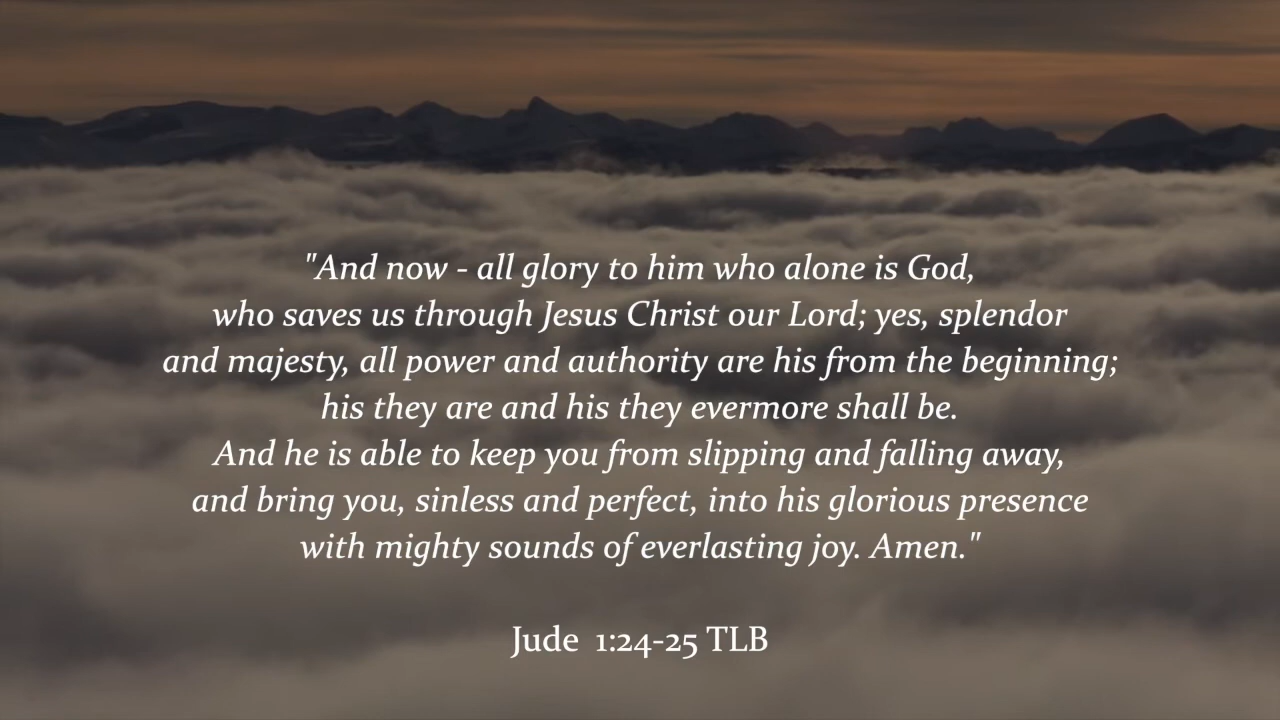 "And now - all glory to him who alone is God,
who saves us through Jesus Christ our Lord; yes, splendor
and majesty, all power and authority are his from the beginning;
his they are and his they evermore shall be.
And he is able to keep you from slipping and falling away,
and bring you, sinless and perfect, into his glorious presence
with mighty sounds of everlasting joy. Amen."
Jude 1:24-25 TLB